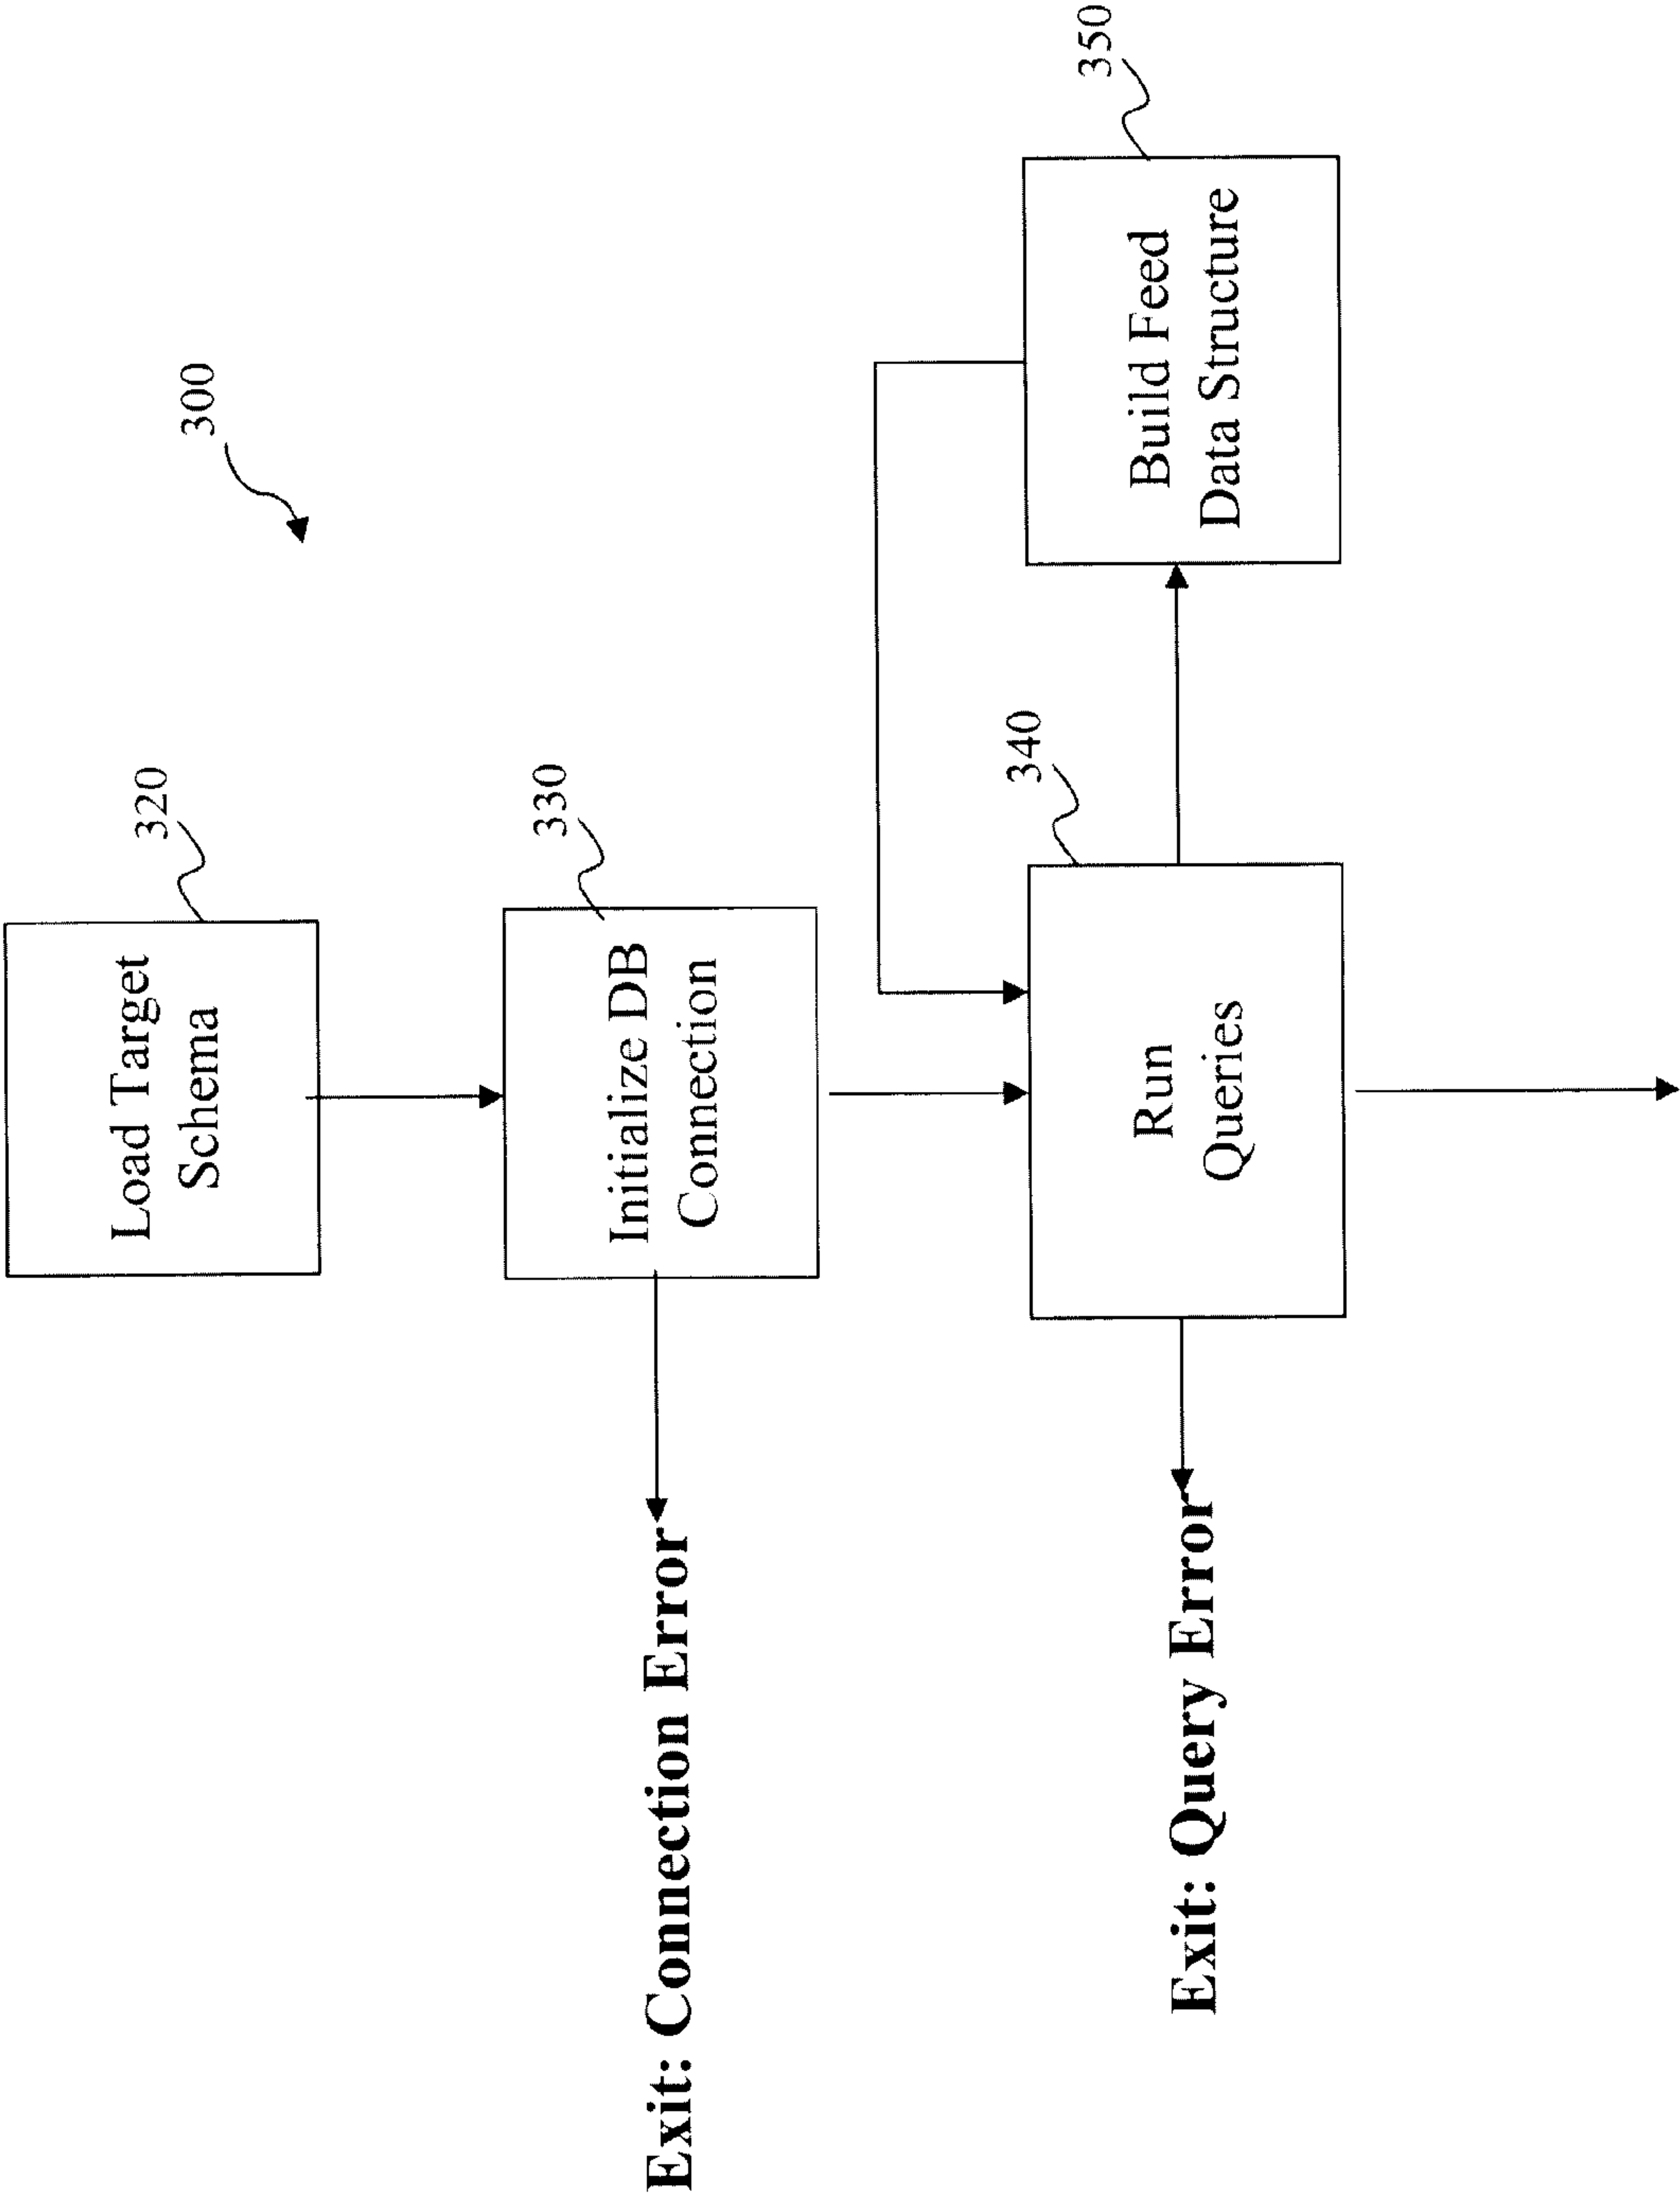 300
320
Load Target
Schema
330
Initialize DB
Connection
Exit: Connection Error
340
Run
Queries
Exit: Query Error
350
Build Feed
Data Structure